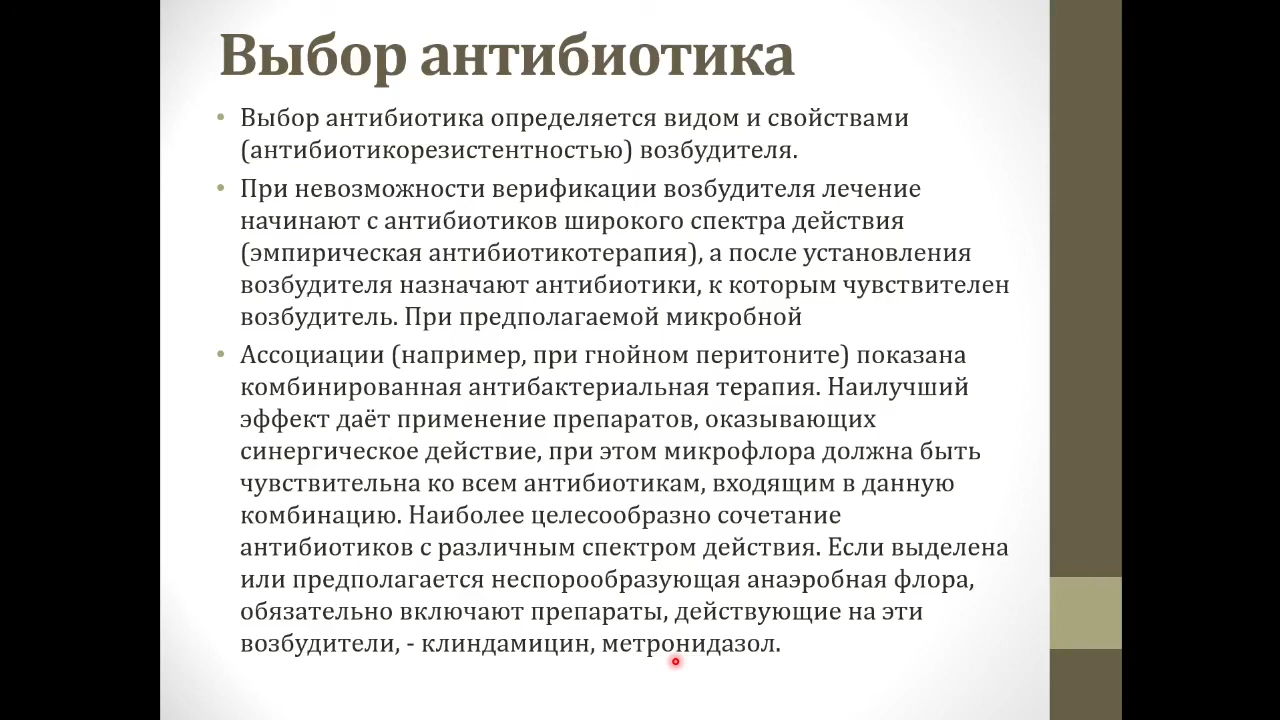 Выбор антибиотика
• Выбор антибиотика определяется видом и свойствами
(антибиотикорезистентностью) возбудителя.
• При невозможности верификации возбудителя лечение
начинают с антибиотиков широкого спектра действия
(эмпирическая антибиотикотерапия), а после установления
возбудителя назначают антибиотики, к которым чувствителен
возбудитель. При предполагаемой микробной
• Ассоциации (например, при гнойном перитоните) показана
комбинированная антибактериальная терапия. Наилучший
эффект даёт применение препаратов, оказывающих
синергическое действие, при этом микрофлора должна быть
чувствительна ко всем антибиотикам, входящим в данную
комбинацию. Наиболее целесообразно сочетание
антибиотиков с различным спектром действия. Если выделена
или предполагается неспорообразующая анаэробная флора,
обязательно включают препараты, действующие на эти
возбудители, - клиндамицин, метронидазол.